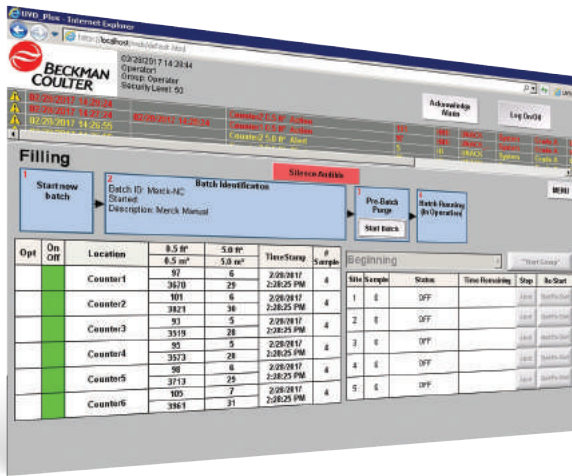 UVD_Plus - Internet Explorer
BECKMAN
COULTER
02/28/2017 14:28:44
Operator1
Group: Operator
Security Level: 50
Acknowledge
Alarm
Log On/Off
02/28/2017 14:26:55
Filling
Silence Audible
MENU
1
Start new
batch
2
Batch Identification
Batch ID: Merck-NC
Started:
Description: Merck Manual
3
Pre-Batch
Purge
Start Batch
Batch Running
(In Operation)
Opt On Off Location 0.5 ft³ 5.0 ft³ TimeStamp # Sample
0.5 m³ 5.0 m³
Counter1 97 6 2/28/2017 2:28:25 PM 4
3670 29
Counter2 101 6 2/28/2017 2:28:25 PM 4
3821 30
Counter3 93 5 2/28/2017 2:28:25 PM 4
3519 28
Counter4 95 5 2/28/2017 2:28:25 PM 4
3573 28
Counter5 98 6 2/28/2017 2:28:25 PM 4
3713 29
Counter6 105 7 2/28/2017 2:28:25 PM 4
3961 31
Beginning
"Start Group"
Site Sample Status Time Remaining Stop Re-Start
1 OFF
2 OFF
3 OFF
4 OFF
5 OFF